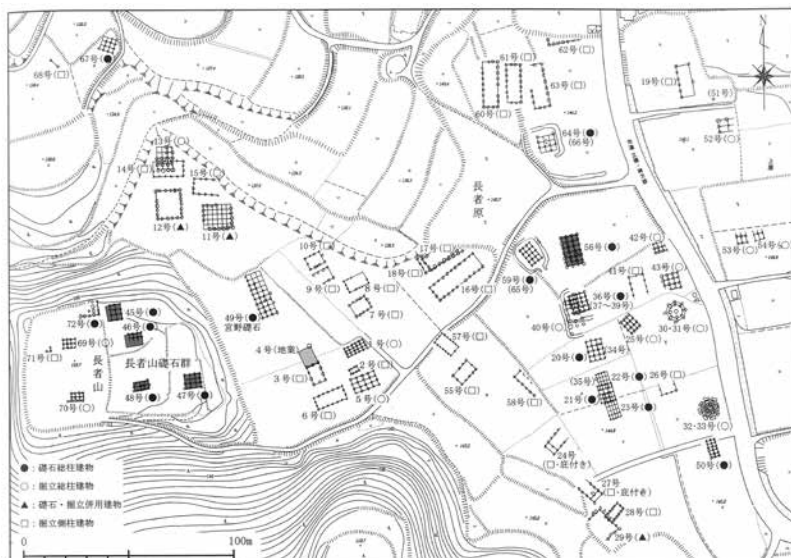 67号(●)
68号(□)
13号(○)
14号(□)
15号(□)
12号(▲)
11号(▲)
61号(□)
62号(□)
60号(□)
63号(□)
64号(●)
(66号)
19号(□)
(51号)
52号(○)
53号(○)
54号(○)
N
長者原
10号(□)
9号(□)
8号(□)
7号(□)
17号(□)
18号(□)
16号(□)
49号(●)
宮野礎石
59号(●)
(65号)
56号(●)
42号(○)
41号(□)
43号(○)
36号(●)
(37~39号)
40号(○)
30・31号(○)
25号(○)
20号(●)
(34号)
(35号)
22号(●)
26号(□)
21号(●)
23号(●)
32・33号(○)
50号(●)
57号(□)
55号(□)
58号(□)
24号
(□・庇付き)
27号
(□・庇付き)
28号(□)
29号(▲)
4号(地業)
1号(○)
2号(□)
3号(□)
5号(○)
6号(□)
45号(●)
46号(●)
72号(●)
69号(○)
71号(□)
長者山
長者山礎石群
48号(●)
47号(●)
70号(○)
●:礎石総柱建物
○:掘立総柱建物
▲:礎石・掘立併用建物
□:掘立側柱建物
0 100m